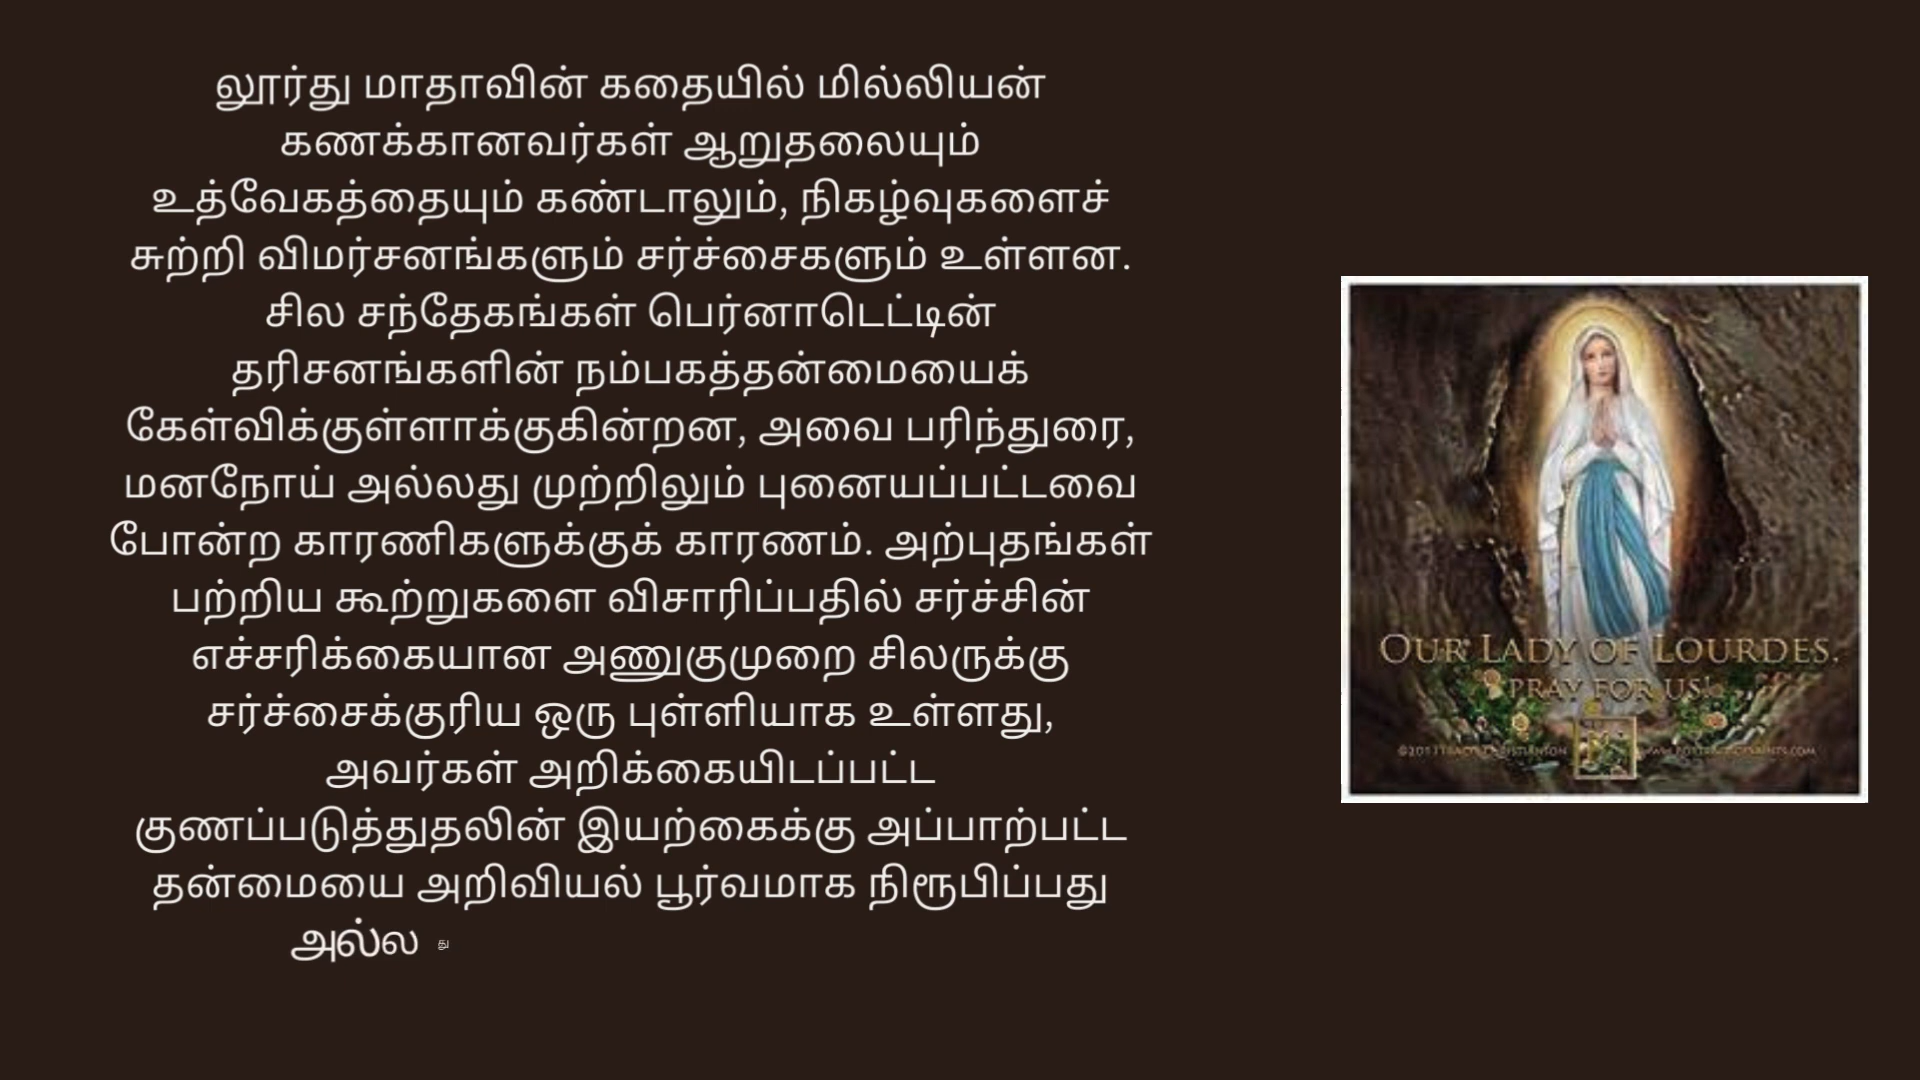 லூர்து மாதாவின் கதையில் மில்லியன்
கணக்கானவர்கள் ஆறுதலையும்
உத்வேகத்தையும் கண்டாலும், நிகழ்வுகளைச்
சுற்றி விமர்சனங்களும் சர்ச்சைகளும் உள்ளன.
சில சந்தேகங்கள் பெர்னாடெட்டின்
தரிசனங்களின் நம்பகத்தன்மையைக்
கேள்விக்குள்ளாக்குகின்றன, அவை பரிந்துரை,
மனநோய் அல்லது முற்றிலும் புனையப்பட்டவை
போன்ற காரணிகளுக்குக் காரணம். அற்புதங்கள்
பற்றிய கூற்றுகளை விசாரிப்பதில் சர்ச்சின்
எச்சரிக்கையான அணுகுமுறை சிலருக்கு
சர்ச்சைக்குரிய ஒரு புள்ளியாக உள்ளது,
அவர்கள் அறிக்கையிடப்பட்ட
குணப்படுத்துதலின் இயற்கைக்கு அப்பாற்பட்ட
தன்மையை அறிவியல் பூர்வமாக நிரூபிப்பது
அல்ல து
OUR LADY OF LOURDES,
PRAY FOR US!